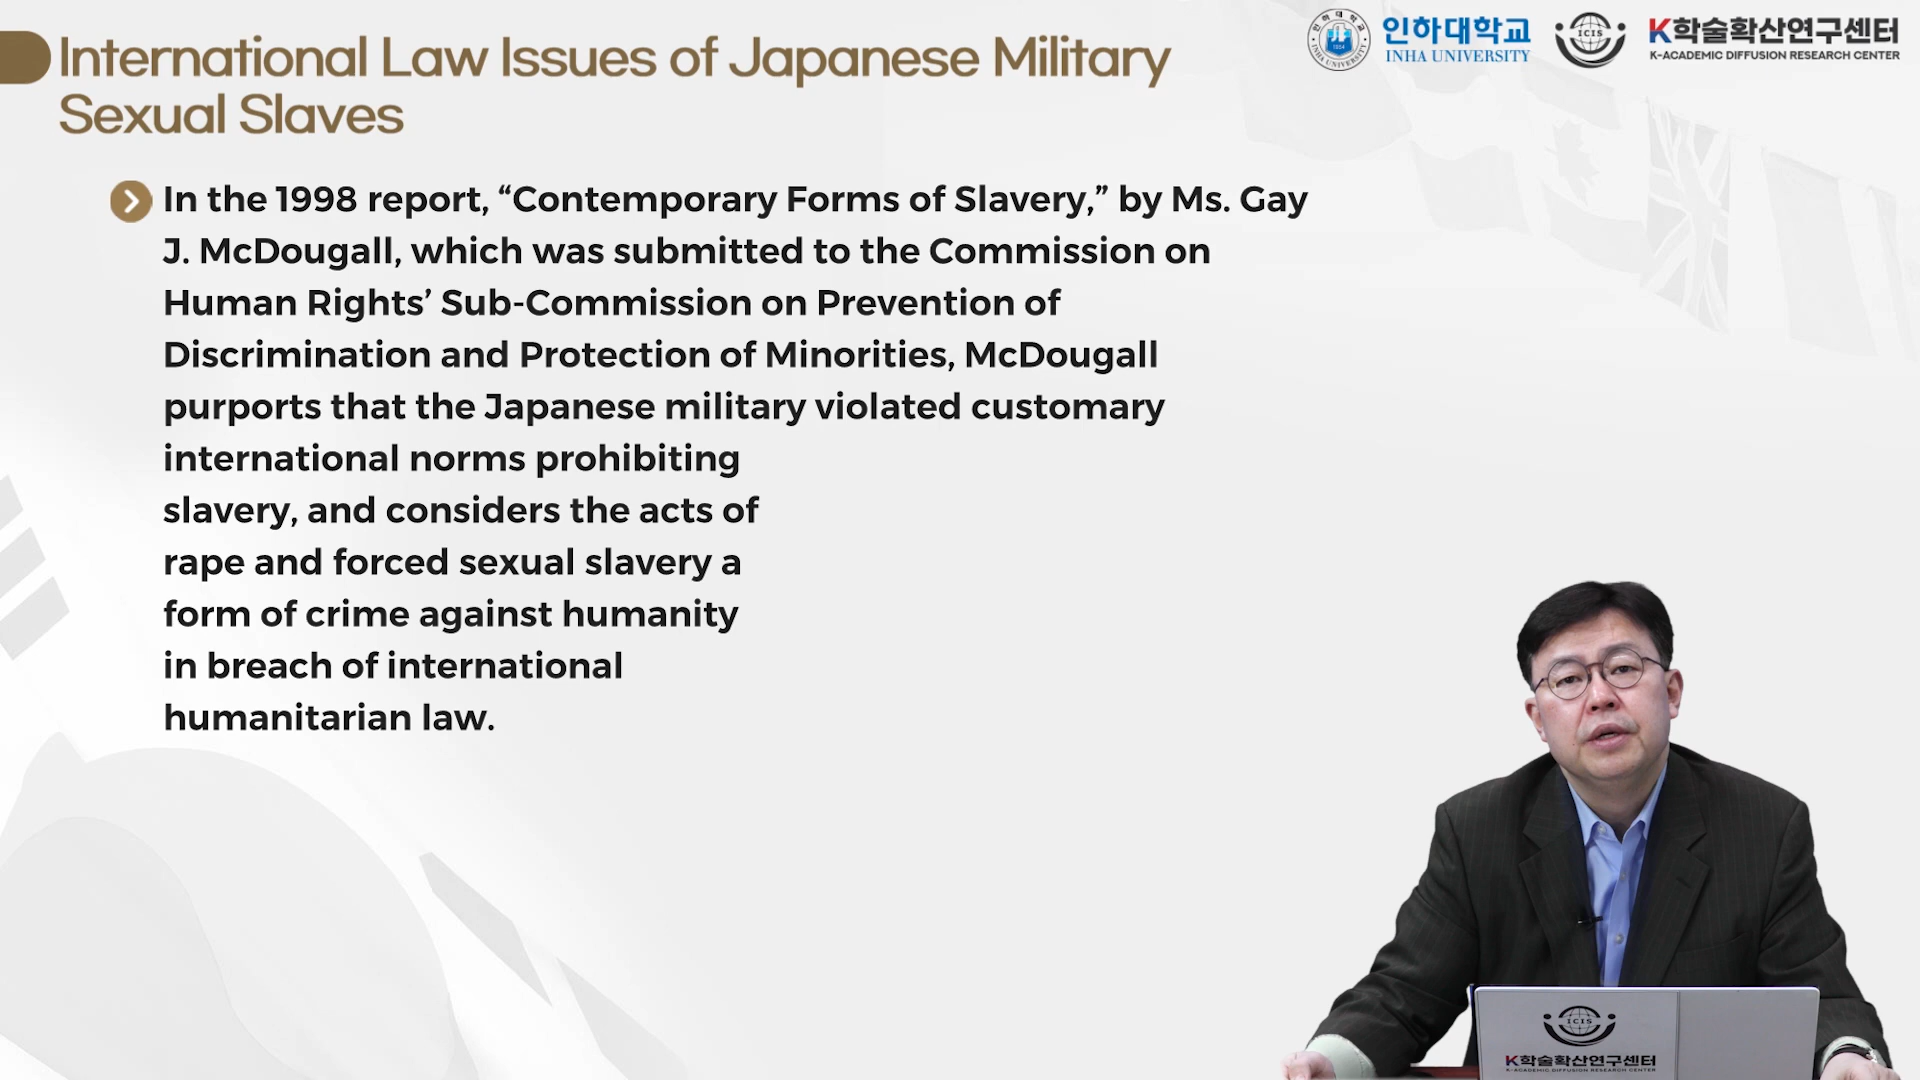 International Law Issues of Japanese Military
Sexual Slaves
인하대학교
INHA UNIVERSITY
ICIS
K학술확산연구센터
K-ACADEMIC DIFFUSION RESEARCH CENTER
In the 1998 report, “Contemporary Forms of Slavery,” by Ms. Gay
J. McDougall, which was submitted to the Commission on
Human Rights’ Sub-Commission on Prevention of
Discrimination and Protection of Minorities, McDougall
purports that the Japanese military violated customary
international norms prohibiting
slavery, and considers the acts of
rape and forced sexual slavery a
form of crime against humanity
in breach of international
humanitarian law.
ICIS
K학술확산연구센터
K-ACADEMIC DIFFUSION RESEARCH CENTER